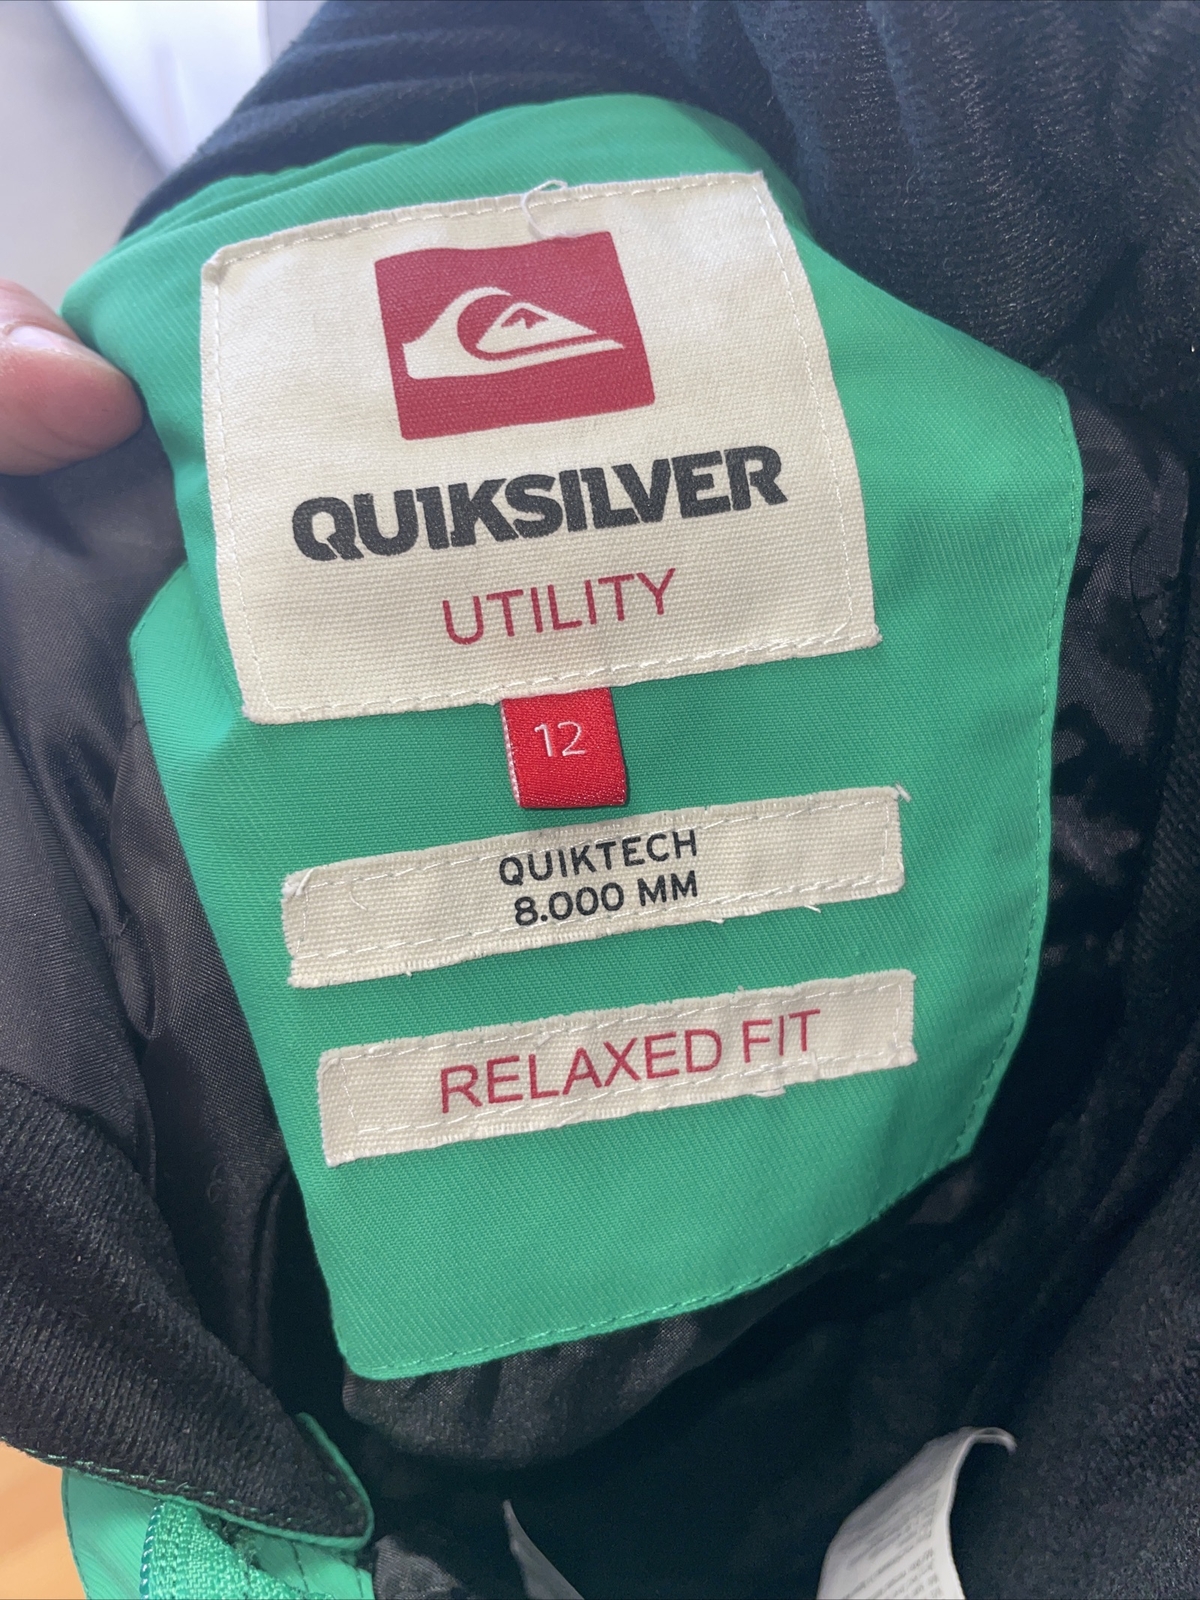 QUIKSILVER
UTILITY
12
QUIKTECH
8.000 MM
RELAXED FIT